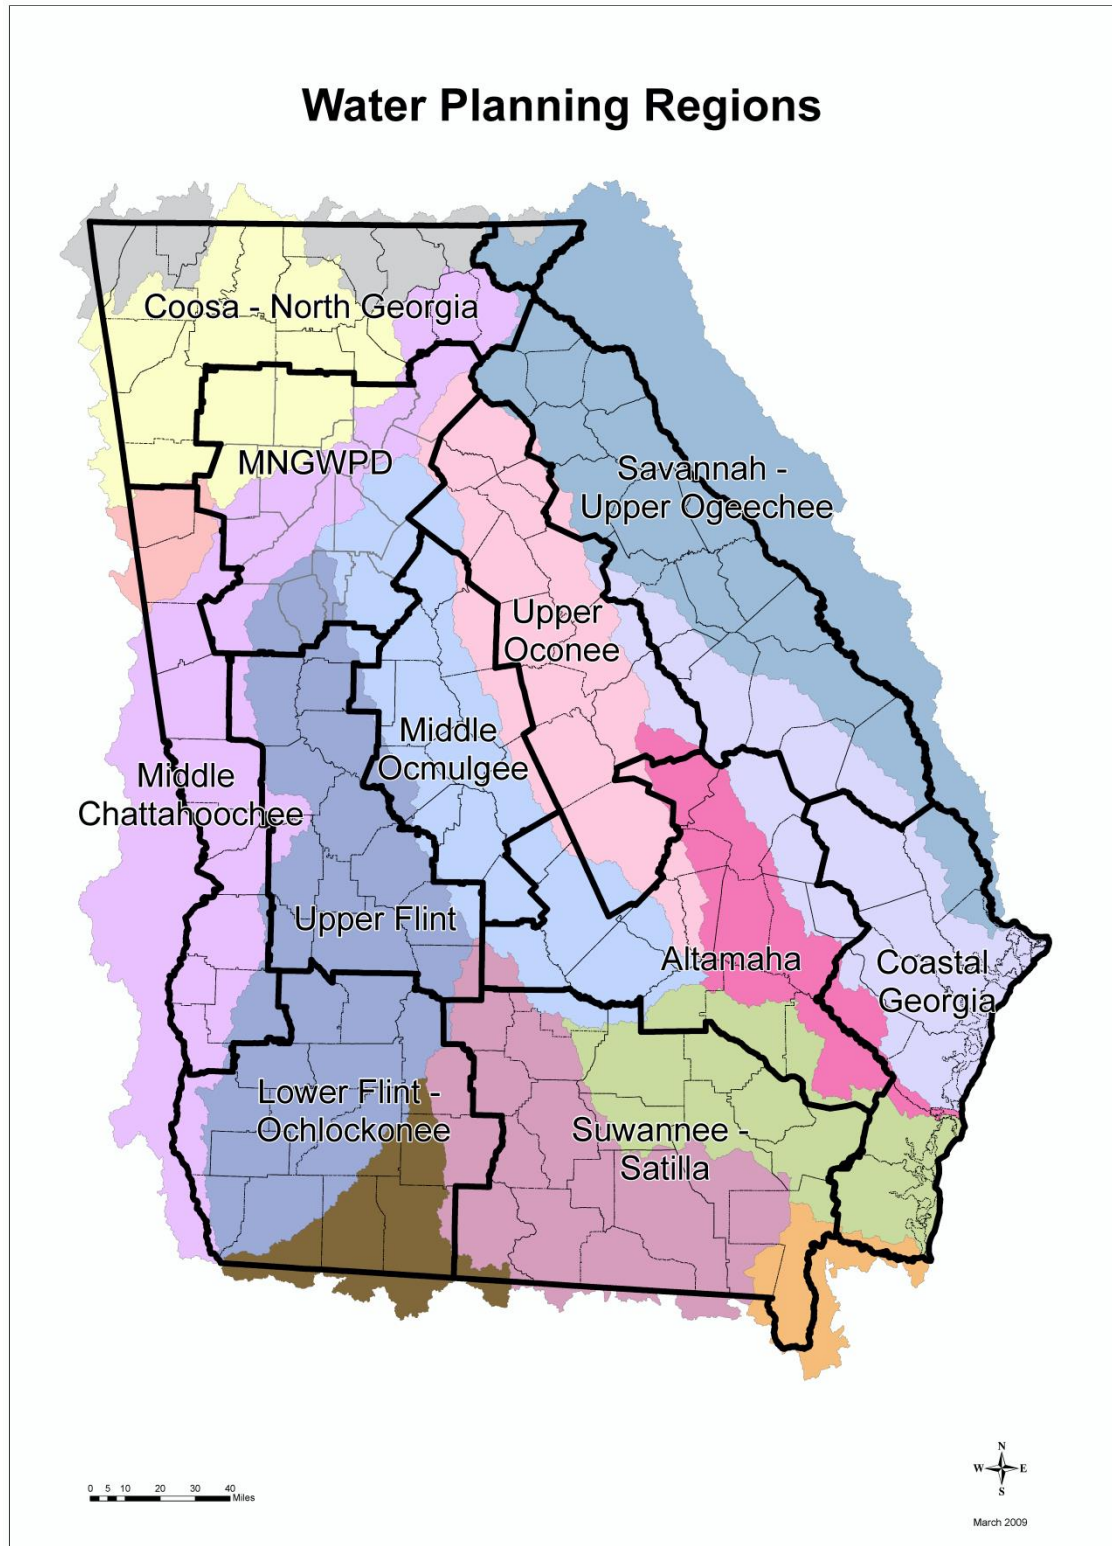 Water Planning Regions
Coosa - North Georgia
MNGWPD
Savannah -
Upper Ogeechee
Upper
Oconee
Middle
Ocmulgee
Middle
Chattahoochee
Upper Flint
Altamaha
Coastal
Georgia
Lower Flint -
Ochlockonee
Suwannee -
Satilla
0 5 10 20 30 40
Miles
N
W E
S
March 2009